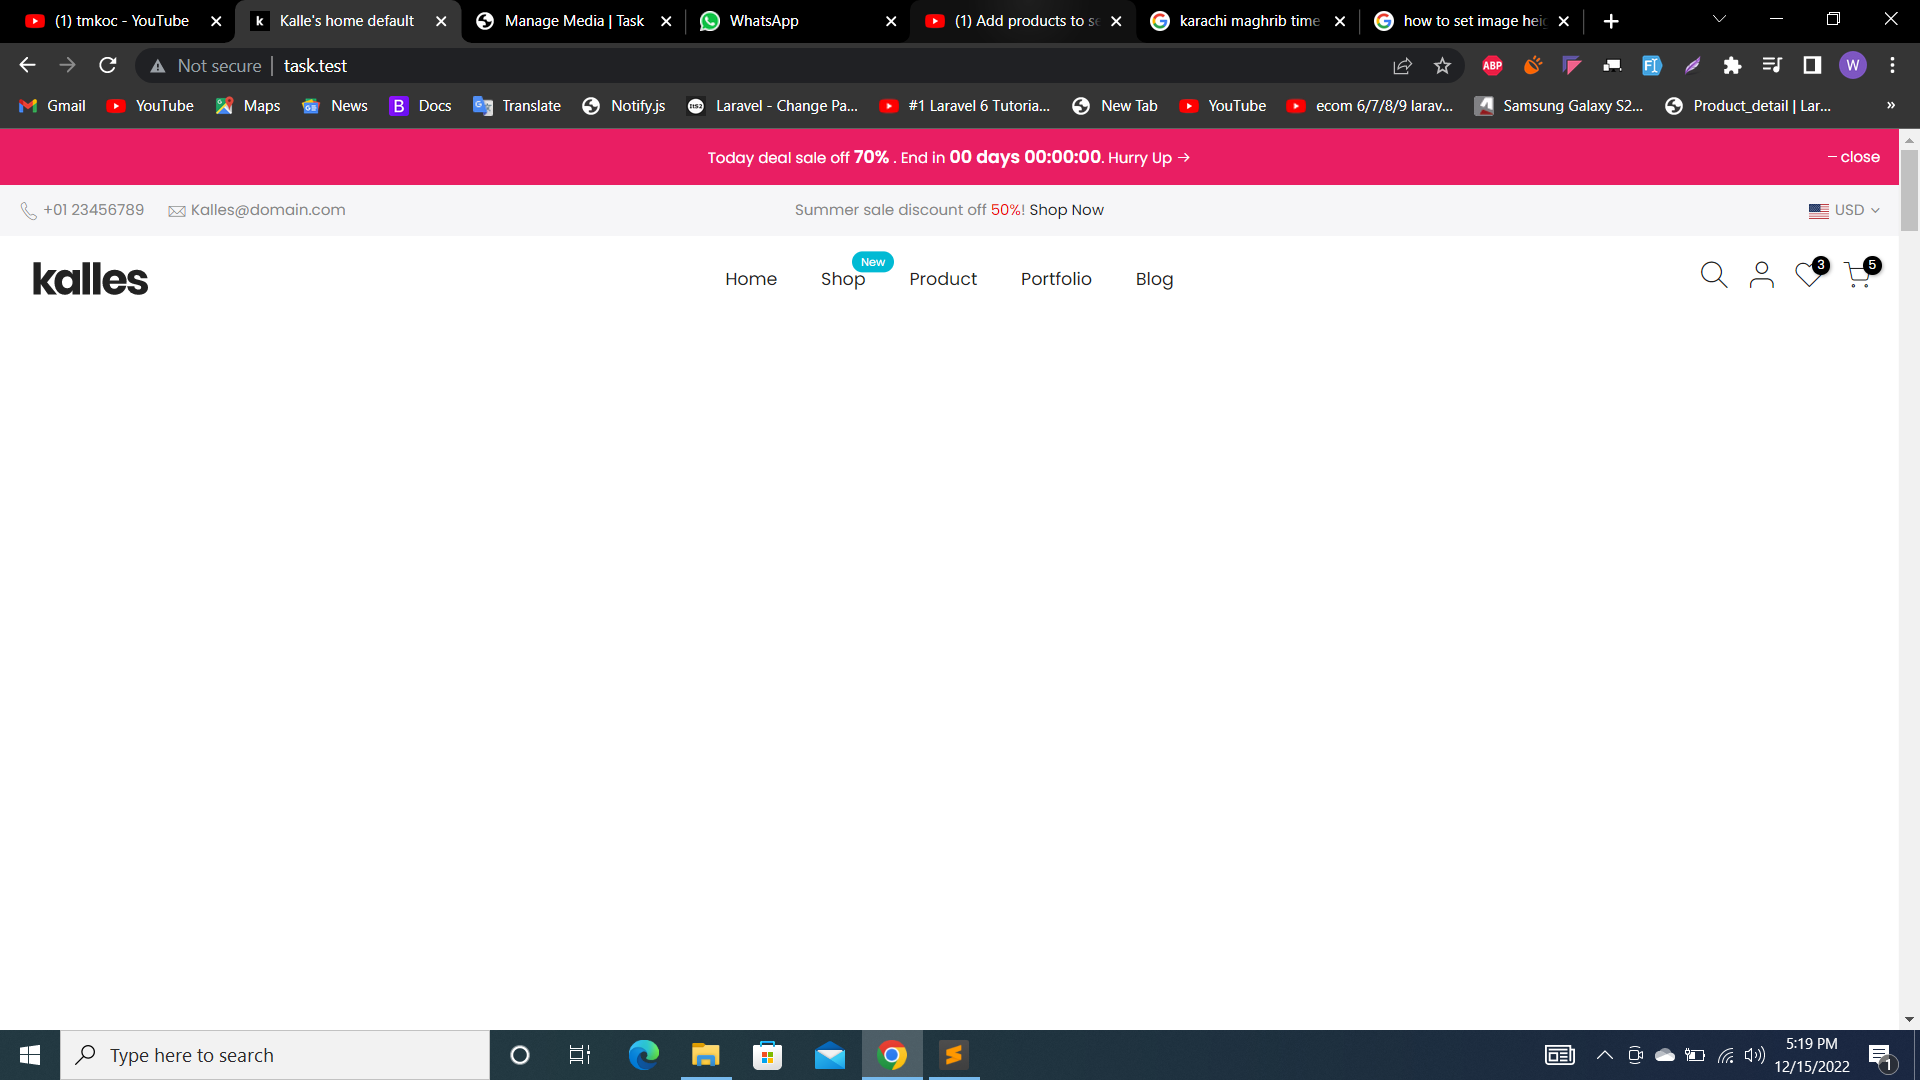 (1) tmkoc - YouTube
Kalle's home default
Manage Media | Task
WhatsApp
(1) Add products to se
karachi maghrib time
how to set image heig
Not secure
task.test
ABP
W
Gmail
YouTube
Maps
News
B Docs
Translate
Notify.js
Laravel - Change Pa...
#1 Laravel 6 Tutoria...
New Tab
YouTube
ecom 6/7/8/9 larav...
Samsung Galaxy S2...
Product_detail | Lar...
»
Today deal sale off 70% . End in 00 days 00:00:00. Hurry Up →
close
+01 23456789
Kalles@domain.com
Summer sale discount off 50%! Shop Now
USD
kalles
Home
Shop
New
Product
Portfolio
Blog
3
5
Type here to search
5:19 PM
12/15/2022
1